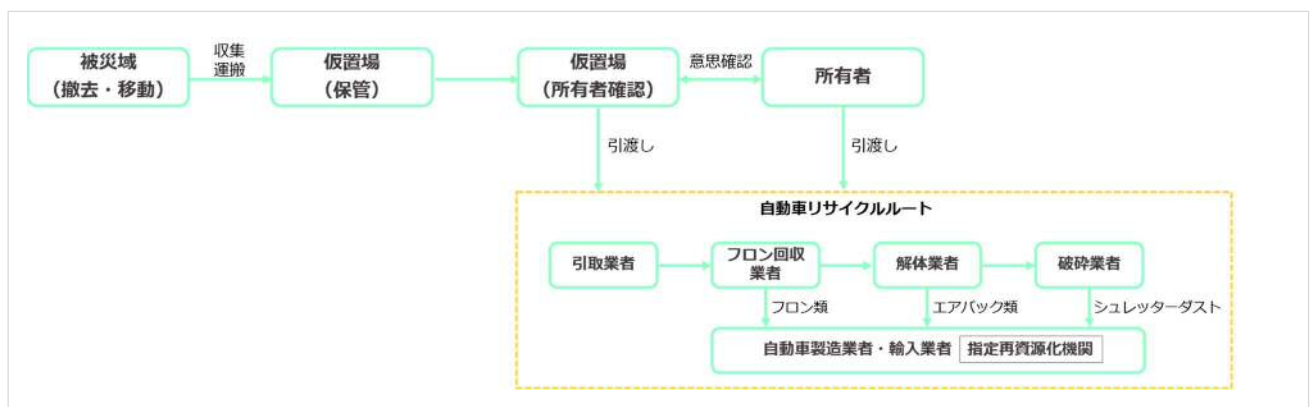 被災域
(撤去・移動)
収集
運搬
仮置場
(保管)
仮置場
(所有者確認)
意思確認
所有者
引渡し
引渡し
自動車リサイクルルート
引取業者
フロン回収
業者
解体業者
破砕業者
フロン類
エアバック類
シュレッターダスト
自動車製造業者・輸入業者 指定再資源化機関